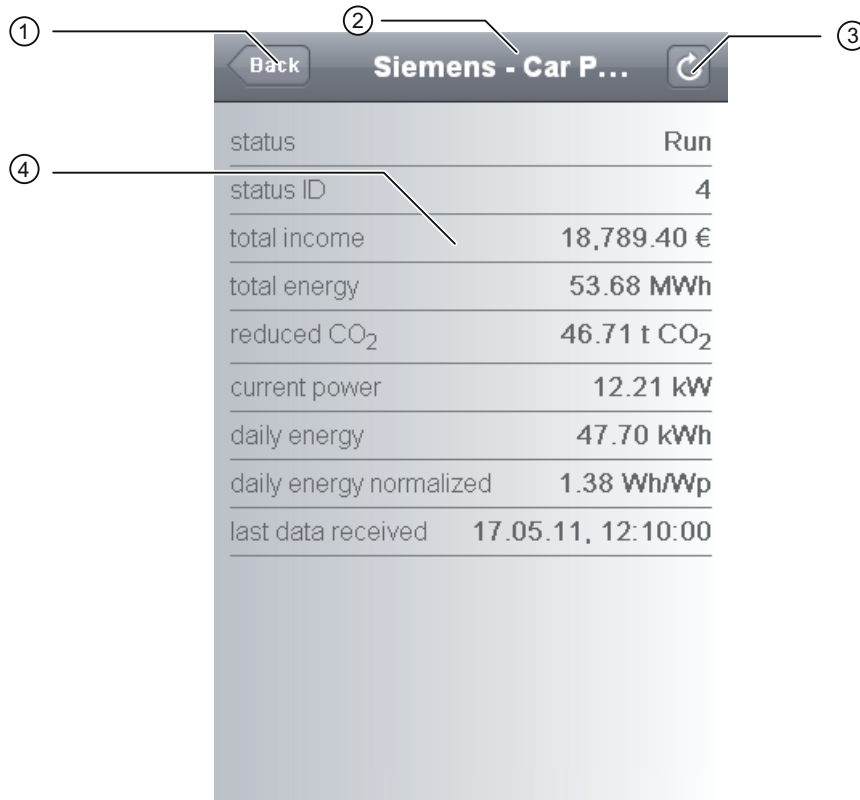 ① ② ③
Back Siemens - Car P...
status Run
④
status ID 4
total income 18,789.40 €
total energy 53.68 MWh
reduced CO₂ 46.71 t CO₂
current power 12.21 kW
daily energy 47.70 kWh
daily energy normalized 1.38 Wh/Wp
last data received 17.05.11, 12:10:00